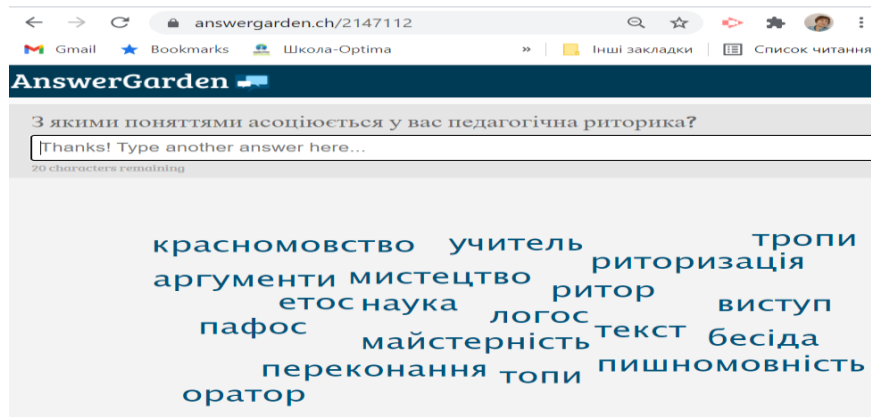 answergarden.ch/2147112
Gmail Bookmarks Школа-Optima » Інші закладки Список читання
AnswerGarden
З якими поняттями асоціюється у вас педагогічна риторика?
Thanks! Type another answer here...
20 characters remaining
красномовство учитель тропи
риторизація
аргументи мистецтво
ритор
етос наука виступ
логос
пафос текст бесіда
майстерність
переконання топи пишномовність
оратор